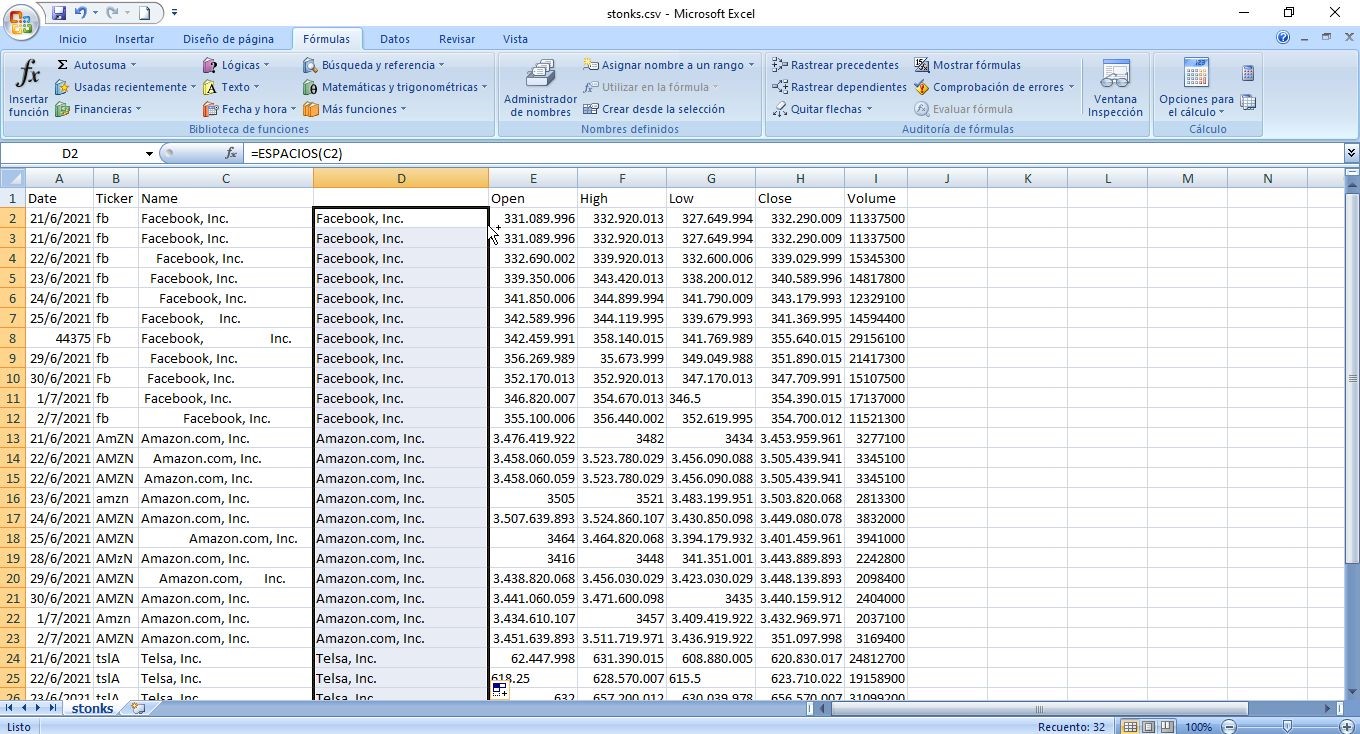 stonks.csv - Microsoft Excel
Inicio Insertar Diseño de página Fórmulas Datos Revisar Vista
fx Insertar función
Σ Autosuma
Usadas recientemente
Financieras
Lógicas
Texto
Fecha y hora
Búsqueda y referencia
Matemáticas y trigonométricas
Más funciones
Biblioteca de funciones
Administrador de nombres
Asignar nombre a un rango
Utilizar en la fórmula
Crear desde la selección
Nombres definidos
Rastrear precedentes
Rastrear dependientes
Quitar flechas
Mostrar fórmulas
Comprobación de errores
Evaluar fórmula
Auditoría de fórmulas
Ventana Inspección
Opciones para el cálculo
Cálculo
D2 fx =ESPACIOS(C2)
A B C D E F G H I J K L M N
1 Date Ticker Name Open High Low Close Volume
2 21/6/2021 fb Facebook, Inc. Facebook, Inc. 331.089.996 332.920.013 327.649.994 332.290.009 11337500
3 21/6/2021 fb Facebook, Inc. Facebook, Inc. 331.089.996 332.920.013 327.649.994 332.290.009 11337500
4 22/6/2021 fb Facebook, Inc. Facebook, Inc. 332.690.002 339.920.013 332.600.006 339.029.999 15345300
5 23/6/2021 fb Facebook, Inc. Facebook, Inc. 339.350.006 343.420.013 338.200.012 340.589.996 14817800
6 24/6/2021 fb Facebook, Inc. Facebook, Inc. 341.850.006 344.899.994 341.790.009 343.179.993 12329100
7 25/6/2021 fb Facebook, Inc. Facebook, Inc. 342.589.996 344.119.995 339.679.993 341.369.995 14594400
8 44375 Fb Facebook, Inc. Facebook, Inc. 342.459.991 358.140.015 341.769.989 355.640.015 29156100
9 29/6/2021 fb Facebook, Inc. Facebook, Inc. 356.269.989 35.673.999 349.049.988 351.890.015 21417300
10 30/6/2021 Fb Facebook, Inc. Facebook, Inc. 352.170.013 352.920.013 347.170.013 347.709.991 15107500
11 1/7/2021 fb Facebook, Inc. Facebook, Inc. 346.820.007 354.670.013 346.5 354.390.015 17137000
12 2/7/2021 fb Facebook, Inc. Facebook, Inc. 355.100.006 356.440.002 352.619.995 354.700.012 11521300
13 21/6/2021 AmZN Amazon.com, Inc. Amazon.com, Inc. 3.476.419.922 3482 3434 3.453.959.961 3277100
14 22/6/2021 AMZN Amazon.com, Inc. Amazon.com, Inc. 3.458.060.059 3.523.780.029 3.456.090.088 3.505.439.941 3345100
15 22/6/2021 AMZN Amazon.com, Inc. Amazon.com, Inc. 3.458.060.059 3.523.780.029 3.456.090.088 3.505.439.941 3345100
16 23/6/2021 amzn Amazon.com, Inc. Amazon.com, Inc. 3505 3521 3.483.199.951 3.503.820.068 2813300
17 24/6/2021 AMZN Amazon.com, Inc. Amazon.com, Inc. 3.507.639.893 3.524.860.107 3.430.850.098 3.449.080.078 3832000
18 25/6/2021 AMZN Amazon.com, Inc. Amazon.com, Inc. 3464 3.464.820.068 3.394.179.932 3.401.459.961 3941000
19 28/6/2021 AMzN Amazon.com, Inc. Amazon.com, Inc. 3416 3448 341.351.001 3.443.889.893 2242800
20 29/6/2021 AMZN Amazon.com, Inc. Amazon.com, Inc. 3.438.820.068 3.456.030.029 3.423.030.029 3.448.139.893 2098400
21 30/6/2021 AMZN Amazon.com, Inc. Amazon.com, Inc. 3.441.060.059 3.471.600.098 3435 3.440.159.912 2404000
22 1/7/2021 Amzn Amazon.com, Inc. Amazon.com, Inc. 3.434.610.107 3457 3.409.419.922 3.432.969.971 2037100
23 2/7/2021 AMZN Amazon.com, Inc. Amazon.com, Inc. 3.451.639.893 3.511.719.971 3.436.919.922 351.097.998 3169400
24 21/6/2021 tslA Telsa, Inc. Telsa, Inc. 62.447.998 631.390.015 608.880.005 620.830.017 24812700
25 22/6/2021 tslA Telsa, Inc. Telsa, Inc. 618.25 628.570.007 615.5 623.710.022 19158900
26 23/6/2021 tslA Telsa, Inc. Telsa, Inc. 632 657.200.012 630.039.978 656.570.007 31099200
stonks
Listo Recuento: 32 100%